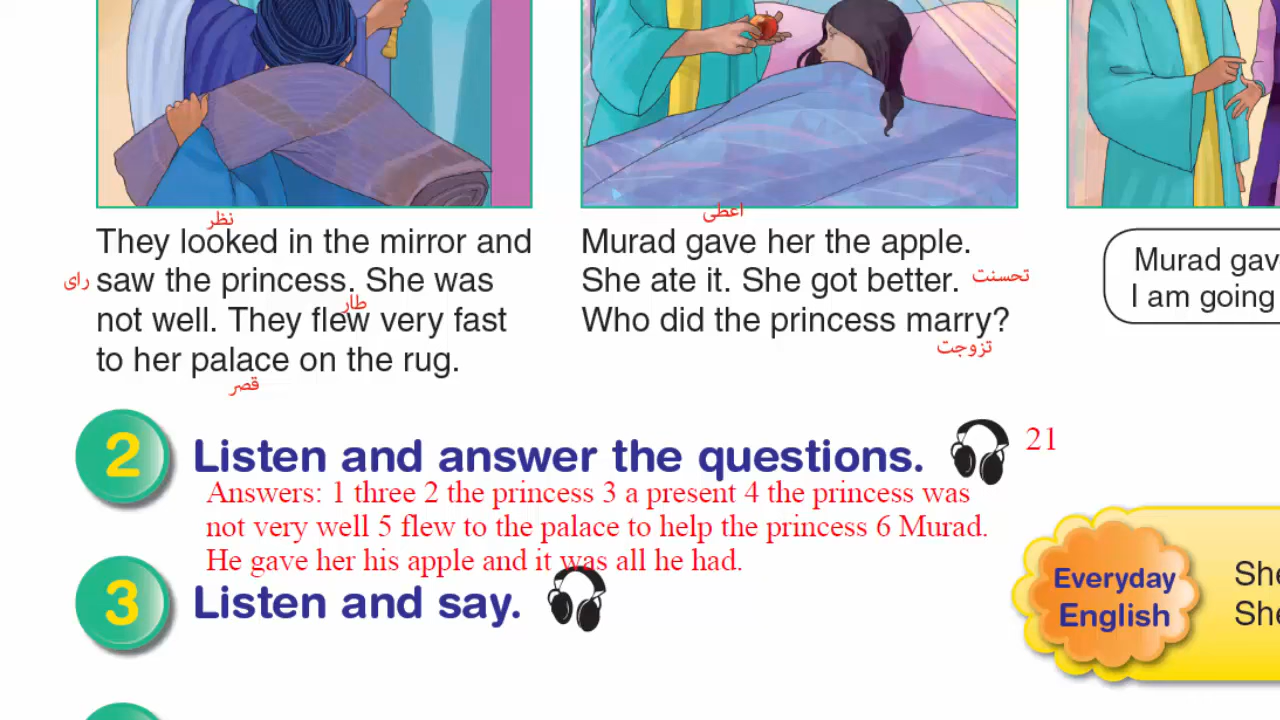 نظر
They looked in the mirror and
رای saw the princess. She was
طار
not well. They flew very fast
to her palace on the rug.
قصر
اعطى
Murad gave her the apple.
She ate it. She got better. تحسنت
Who did the princess marry?
تزوجت
Murad gav
I am going
2 Listen and answer the questions. 21
Answers: 1 three 2 the princess 3 a present 4 the princess was
not very well 5 flew to the palace to help the princess 6 Murad.
He gave her his apple and it was all he had.
3 Listen and say.
Everyday
English
She
She